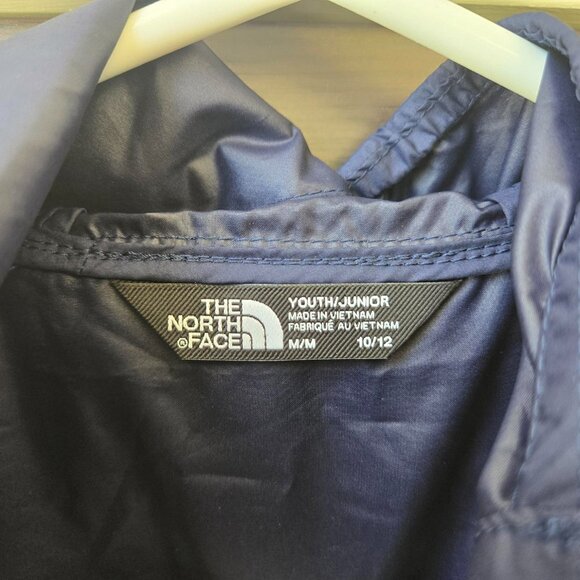 THE
NORTH
®FACE
YOUTH/JUNIOR
MADE IN VIETNAM
FABRIQUÉ AU VIETNAM
M/M 10/12